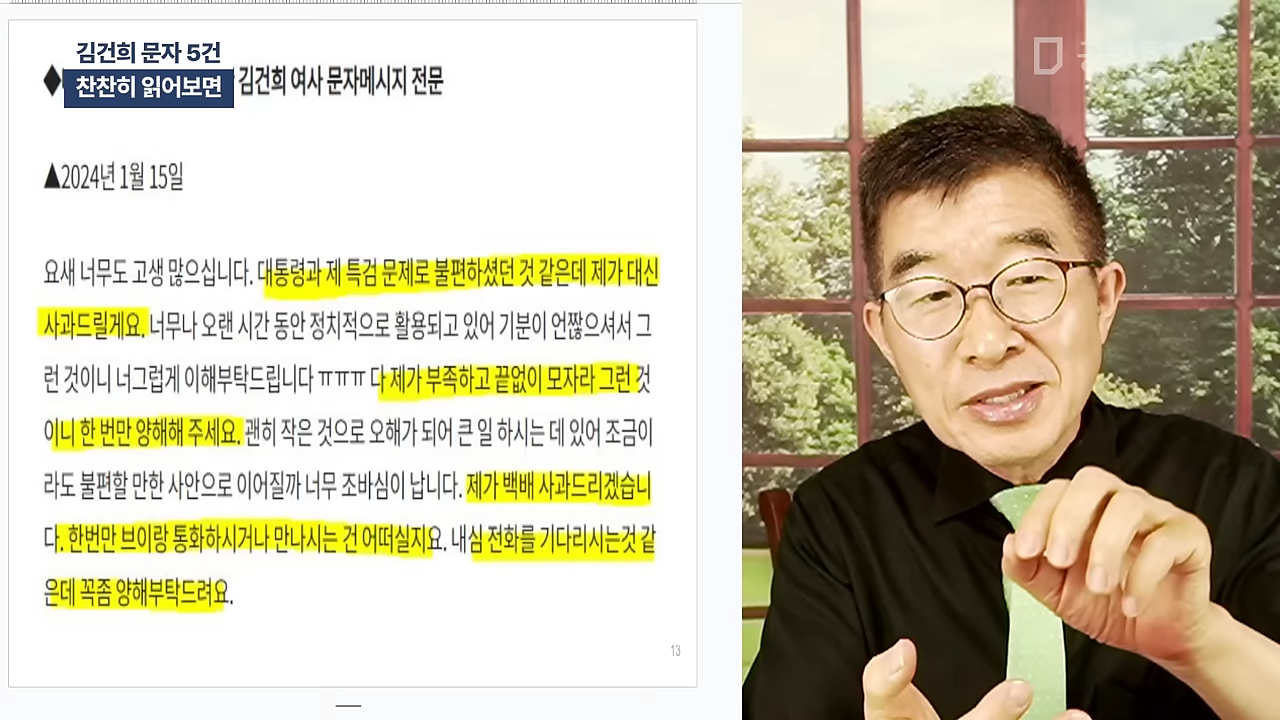 김건희 문자 5건
찬찬히 읽어보면
김건희 여사 문자메시지 전문
▲2024년 1월 15일
요새 너무도 고생 많으십니다. 대통령과 제 특검 문제로 불편하셨던 것 같은데 제가 대신
사과드릴게요. 너무나 오랜 시간 동안 정치적으로 활용되고 있어 기분이 언짢으셔서 그
런 것이니 너그럽게 이해부탁드립니다 ㅠㅠㅠ 다 제가 부족하고 끝없이 모자라 그런 것
이니 한 번만 양해해 주세요. 괜히 작은 것으로 오해가 되어 큰 일 하시는 데 있어 조금이
라도 불편할 만한 사안으로 이어질까 너무 조바심이 납니다. 제가 백배 사과드리겠습니
다. 한번만 브이랑 통화하시거나 만나시는 건 어떠실지요. 내심 전화를 기다리시는것 같
은데 꼭좀 양해부탁드려요.
13